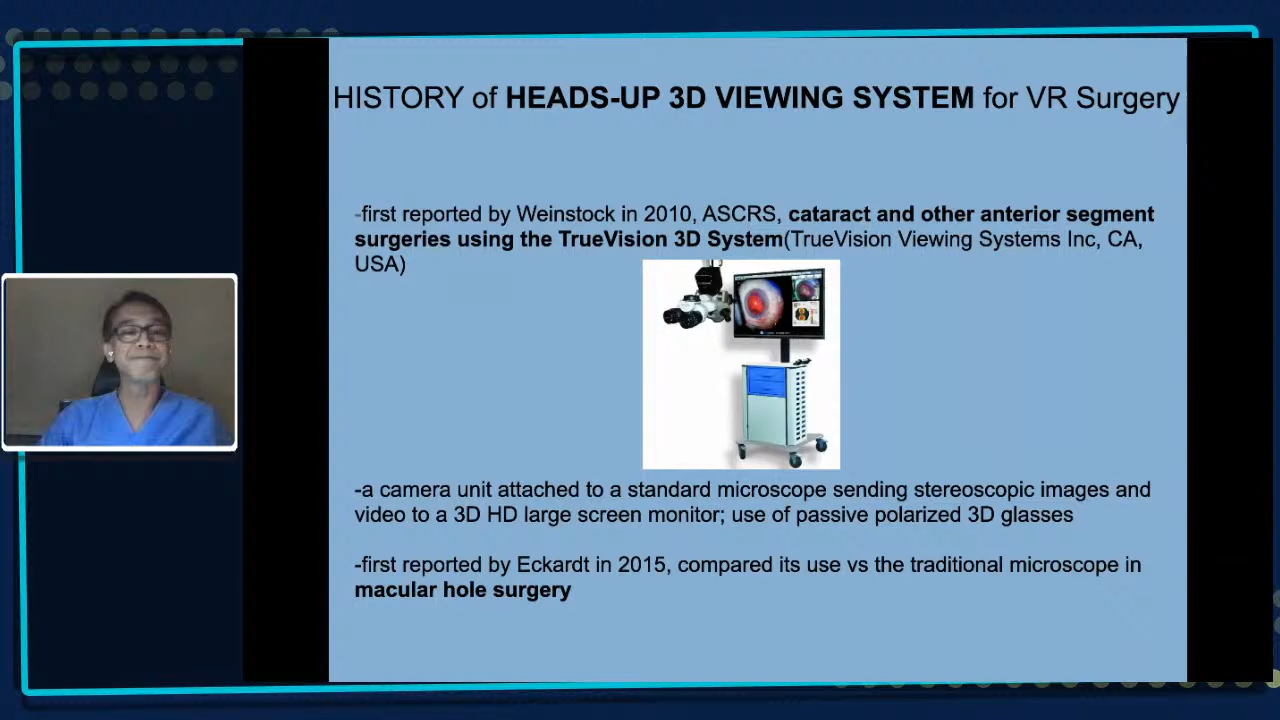 HISTORY of HEADS-UP 3D VIEWING SYSTEM for VR Surgery
-first reported by Weinstock in 2010, ASCRS, cataract and other anterior segment
surgeries using the TrueVision 3D System(TrueVision Viewing Systems Inc, CA,
USA)
-a camera unit attached to a standard microscope sending stereoscopic images and
video to a 3D HD large screen monitor; use of passive polarized 3D glasses
-first reported by Eckardt in 2015, compared its use vs the traditional microscope in
macular hole surgery